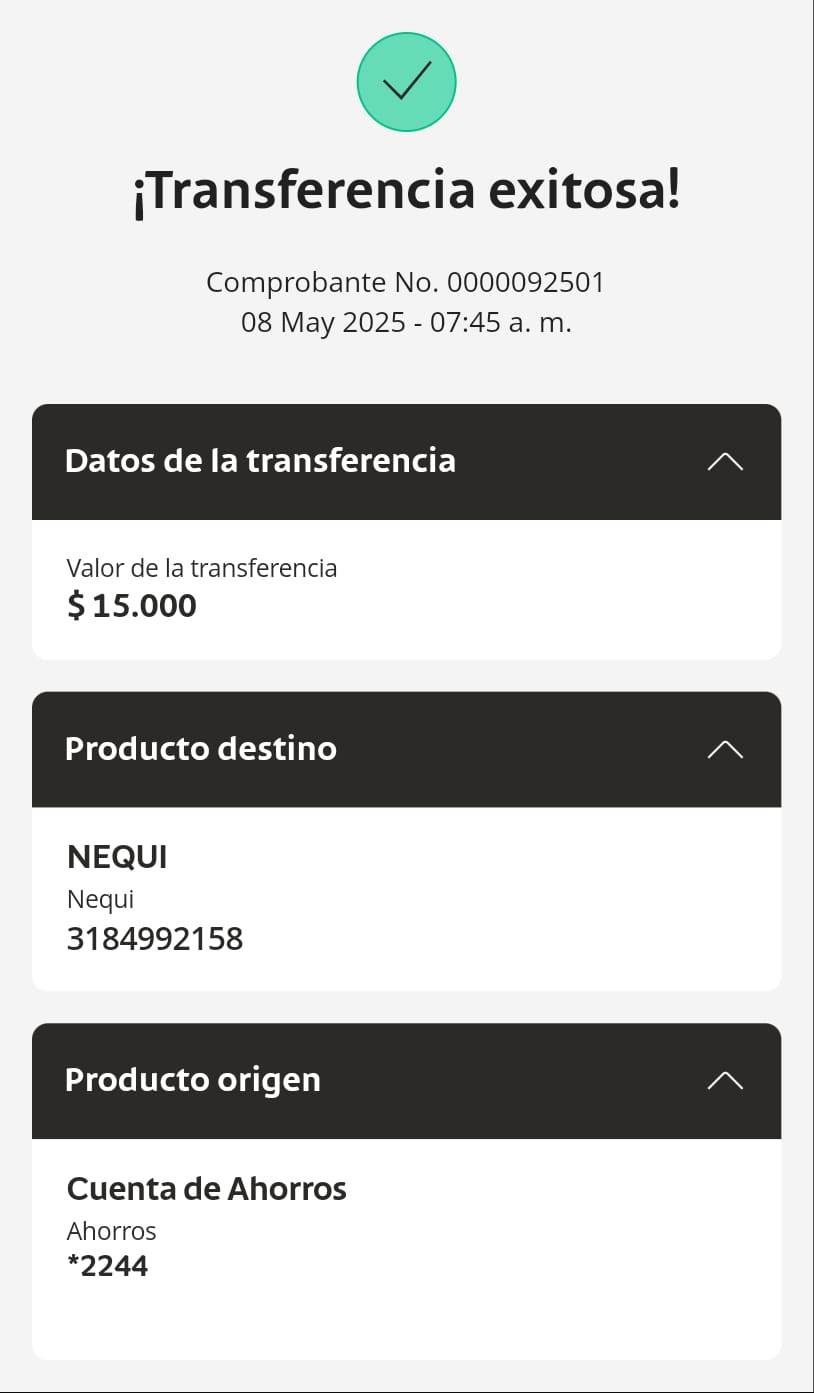 ¡Transferencia exitosa!
Comprobante No. 0000092501
08 May 2025 - 07:45 a. m.
Datos de la transferencia
Valor de la transferencia
$ 15.000
Producto destino
NEQUI
Nequi
3184992158
Producto origen
Cuenta de Ahorros
Ahorros
*2244